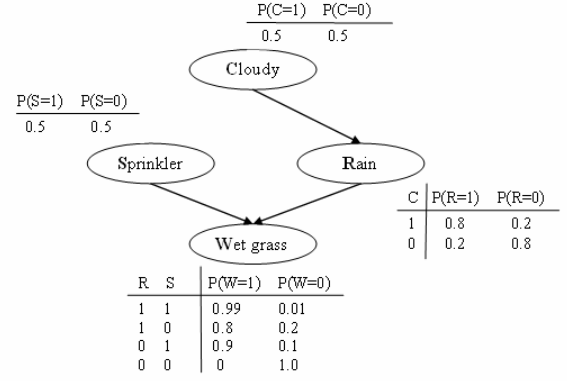 P(C=1) P(C=0)
0.5 0.5
Cloudy
P(S=1) P(S=0)
0.5 0.5
Sprinkler
Rain
C P(R=1) P(R=0)
1 0.8 0.2
0 0.2 0.8
Wet grass
R S P(W=1) P(W=0)
1 1 0.99 0.01
1 0 0.8 0.2
0 1 0.9 0.1
0 0 0 1.0